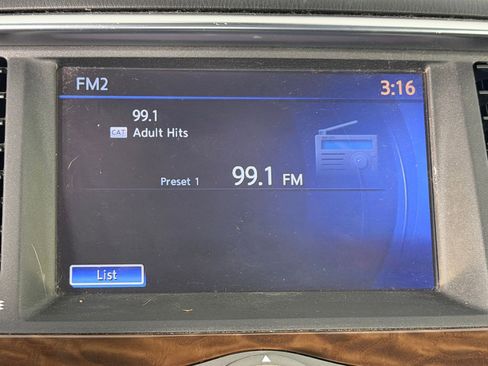 FM2 3:16
99.1
CAT Adult Hits
Preset 1 99.1 FM
List